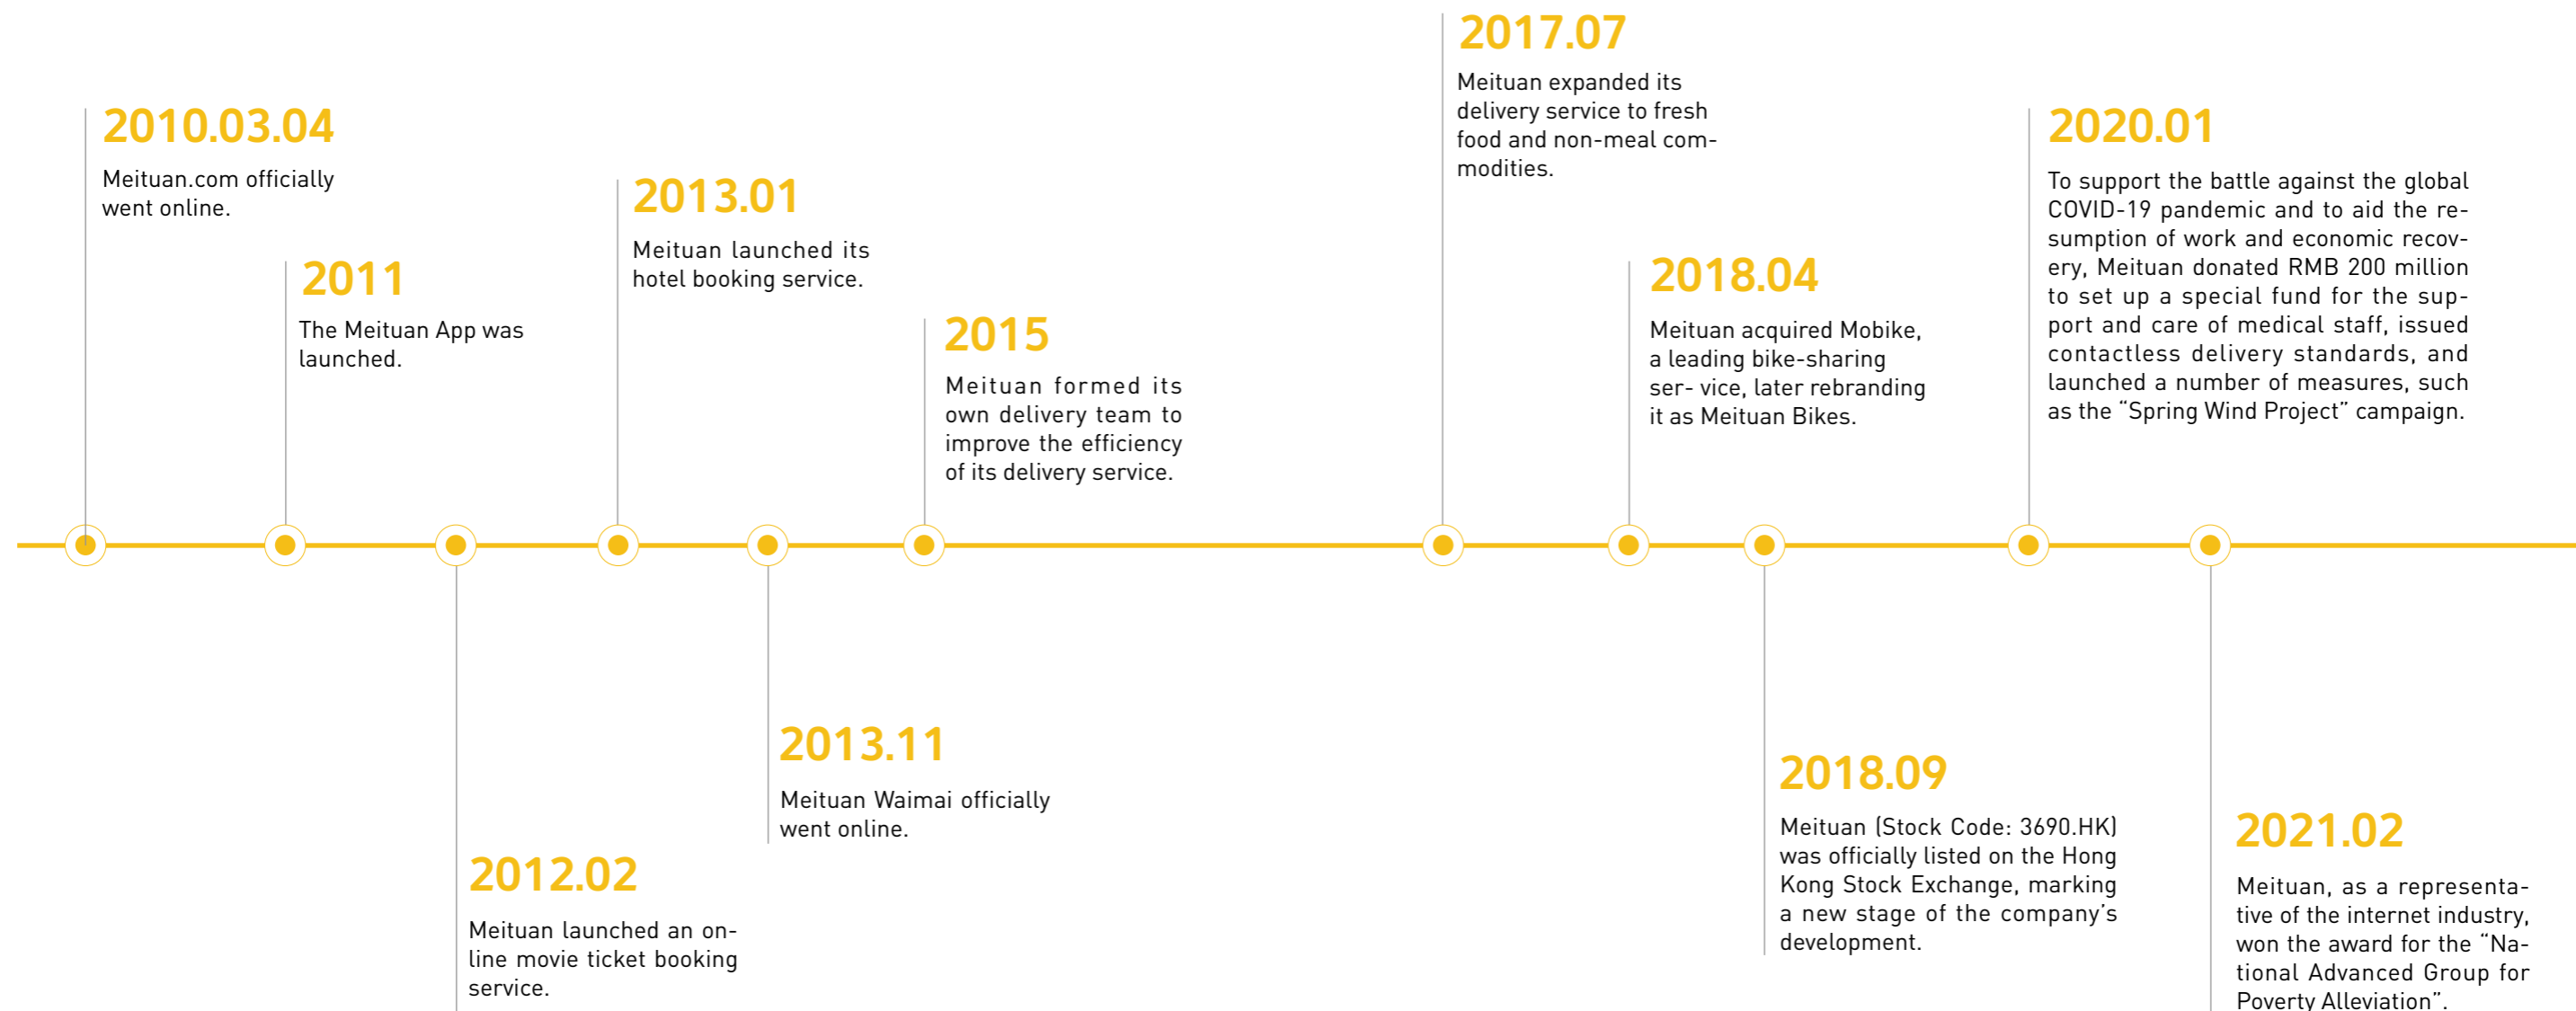 2010.03.04
Meituan.com officially
went online.
2011
The Meituan App was
launched.
2012.02
Meituan launched an on-
line movie ticket booking
service.
2013.01
Meituan launched its
hotel booking service.
2013.11
Meituan Waimai officially
went online.
2015
Meituan formed its
own delivery team to
improve the efficiency
of its delivery service.
2017.07
Meituan expanded its
delivery service to fresh
food and non-meal com-
modities.
2018.04
Meituan acquired Mobike,
a leading bike-sharing
ser- vice, later rebranding
it as Meituan Bikes.
2018.09
Meituan (Stock Code: 3690.HK)
was officially listed on the Hong
Kong Stock Exchange, marking
a new stage of the company’s
development.
2020.01
To support the battle against the global
COVID-19 pandemic and to aid the re-
sumption of work and economic recov-
ery, Meituan donated RMB 200 million
to set up a special fund for the sup-
port and care of medical staff, issued
contactless delivery standards, and
launched a number of measures, such
as the “Spring Wind Project” campaign.
2021.02
Meituan, as a representa-
tive of the internet industry,
won the award for the “Na-
tional Advanced Group for
Poverty Alleviation”.